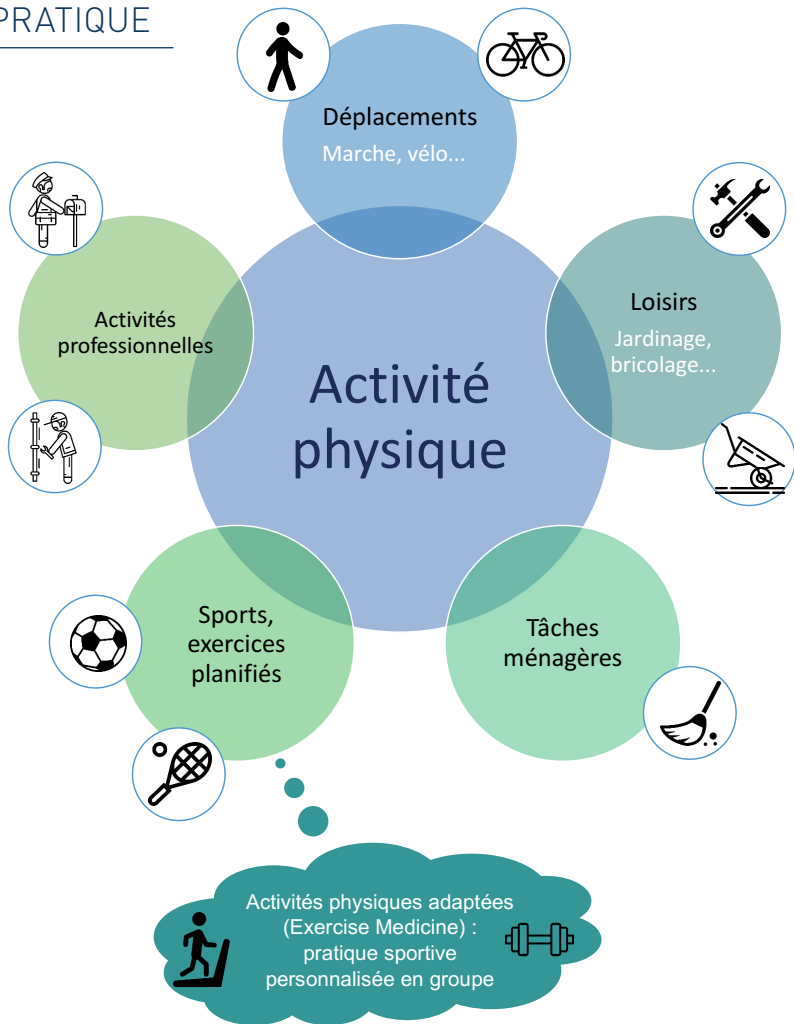 PRATIQUE
Déplacements
Marche, vélo...
Activités
professionnelles
Loisirs
Jardinage,
bricolage...
Activité
physique
Sports,
exercices
planifiés
Tâches
ménagères
Activités physiques adaptées
(Exercise Medicine) :
pratique sportive
personnalisée en groupe